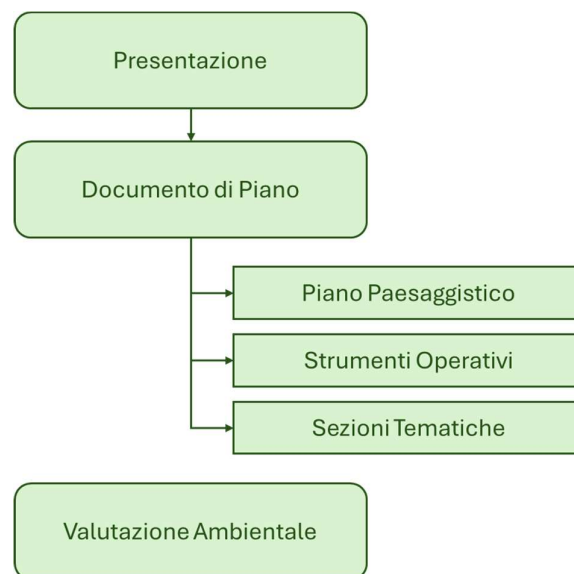 Presentazione
Documento di Piano
Piano Paesaggistico
Strumenti Operativi
Sezioni Tematiche
Valutazione Ambientale